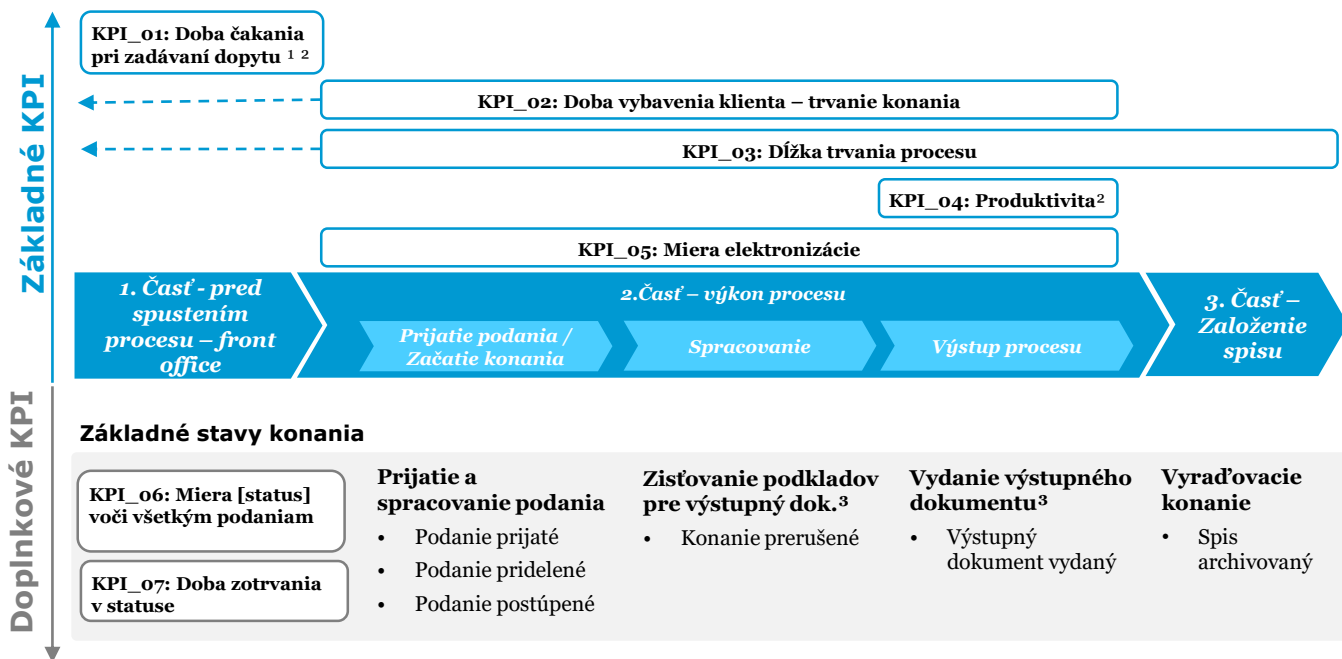 Základné KPI
KPI_01: Doba čakania
pri zadávaní dopytu ¹ ²
KPI_02: Doba vybavenia klienta – trvanie konania
KPI_03: Dĺžka trvania procesu
KPI_04: Produktivita²
KPI_05: Miera elektronizácie
1. Časť - pred
spustením
procesu – front
office
2.Časť – výkon procesu
Prijatie podania /
Začatie konania
Spracovanie
Výstup procesu
3. Časť –
Založenie
spisu
Doplnkové KPI
Základné stavy konania
KPI_06: Miera [status]
voči všetkým podaniam
KPI_07: Doba zotrvania
v statuse
Prijatie a
spracovanie podania
• Podanie prijaté
• Podanie pridelené
• Podanie postúpené
Zisťovanie podkladov
pre výstupný dok.³
• Konanie prerušené
Vydanie výstupného
dokumentu³
• Výstupný
dokument vydaný
Vyraďovacie
konanie
• Spis
archivovaný